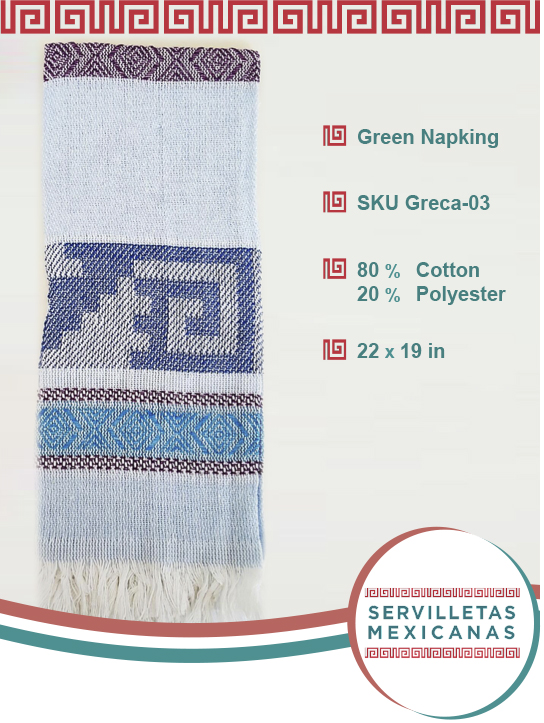 Green Napking
SKU Greca-03
80 % Cotton
20 % Polyester
22 x 19 in
SERVILLETAS
MEXICANAS